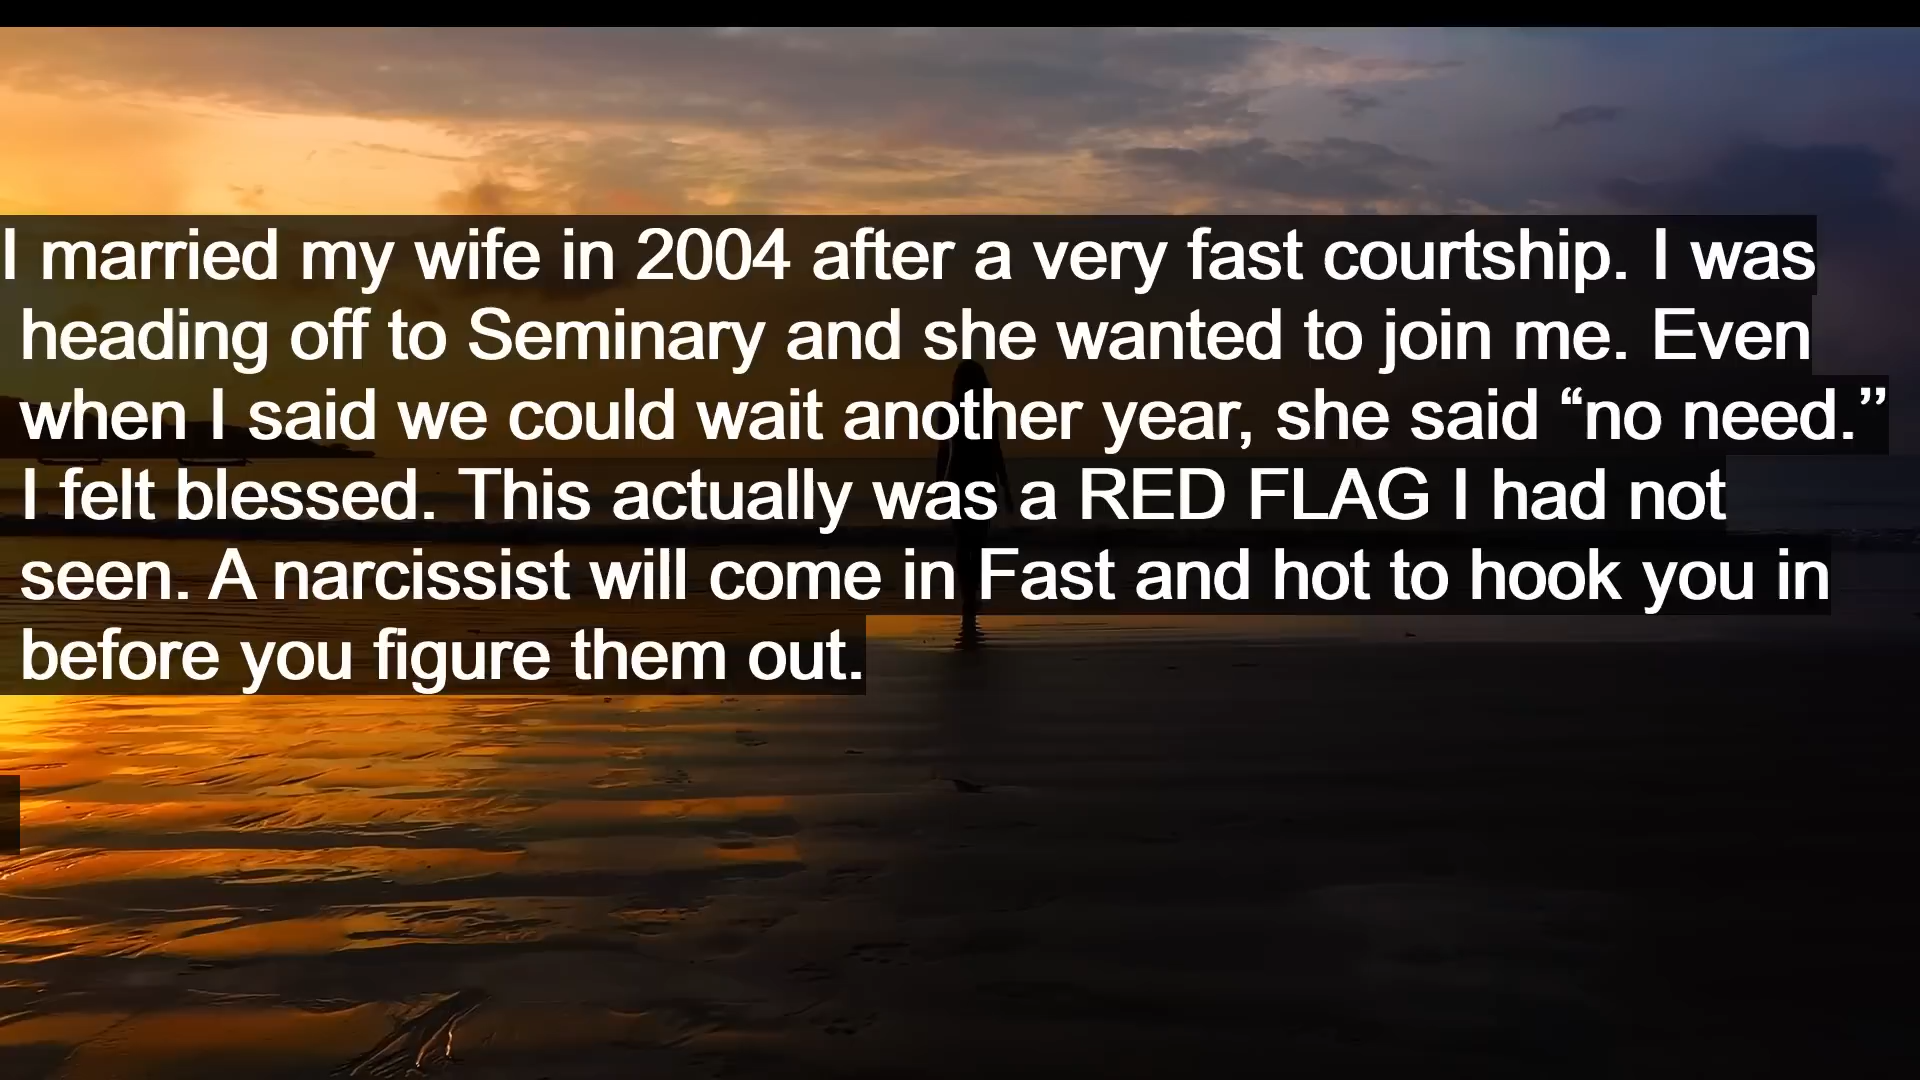 I married my wife in 2004 after a very fast courtship. I was
heading off to Seminary and she wanted to join me. Even
when I said we could wait another year, she said “no need.”
I felt blessed. This actually was a RED FLAG I had not
seen. A narcissist will come in Fast and hot to hook you in
before you figure them out.